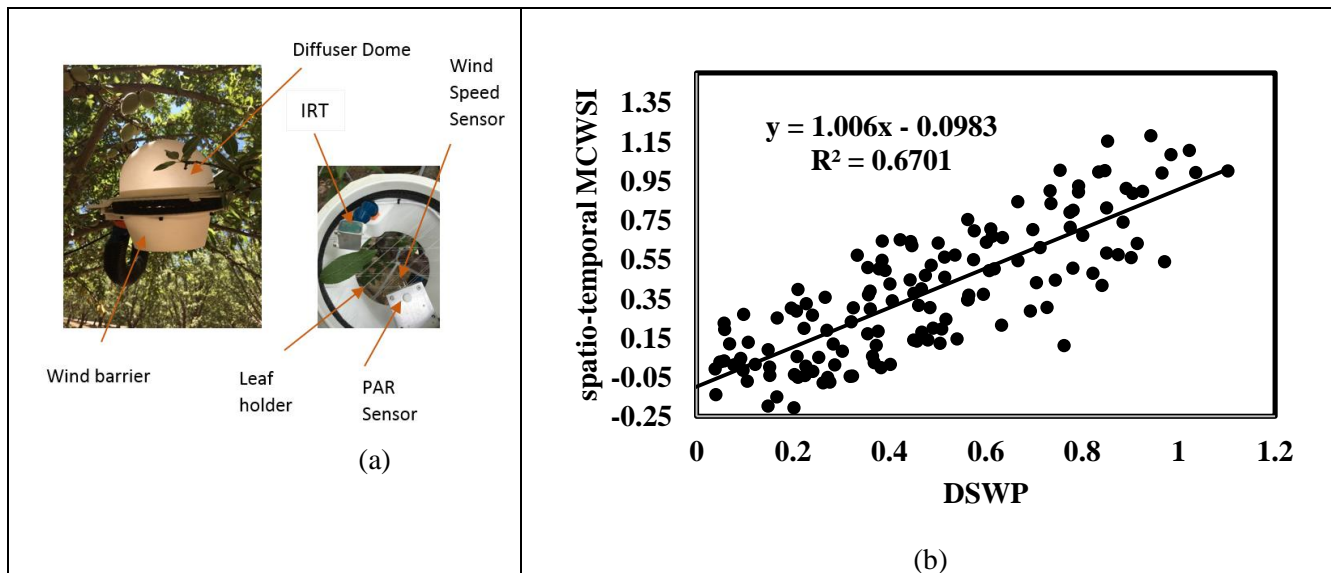 Diffuser Dome
Wind
Speed
Sensor
IRT
Wind barrier
Leaf
holder
PAR
Sensor
(a)
y = 1.006x - 0.0983
R² = 0.6701
spatio-temporal MCWSI
1.35
1.15
0.95
0.75
0.55
0.35
0.15
-0.05
-0.25
0 0.2 0.4 0.6 0.8 1 1.2
DSWP
(b)